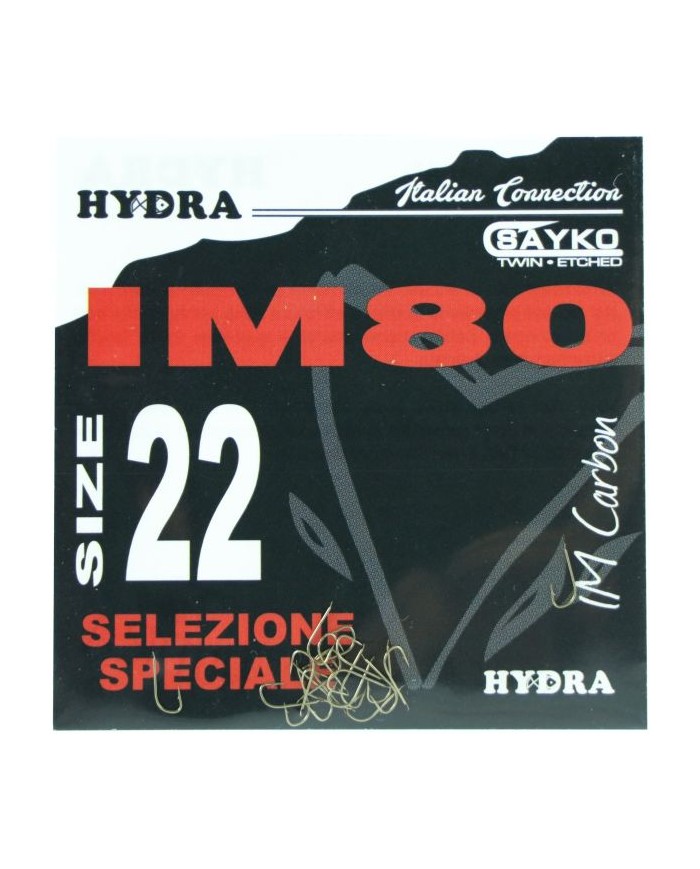 HYDRA
Italian Connection
SAYKO
TWIN • ETCHED
IM80
SIZE 22
IM Carbon
SELEZIONE
SPECIALE
HYDRA